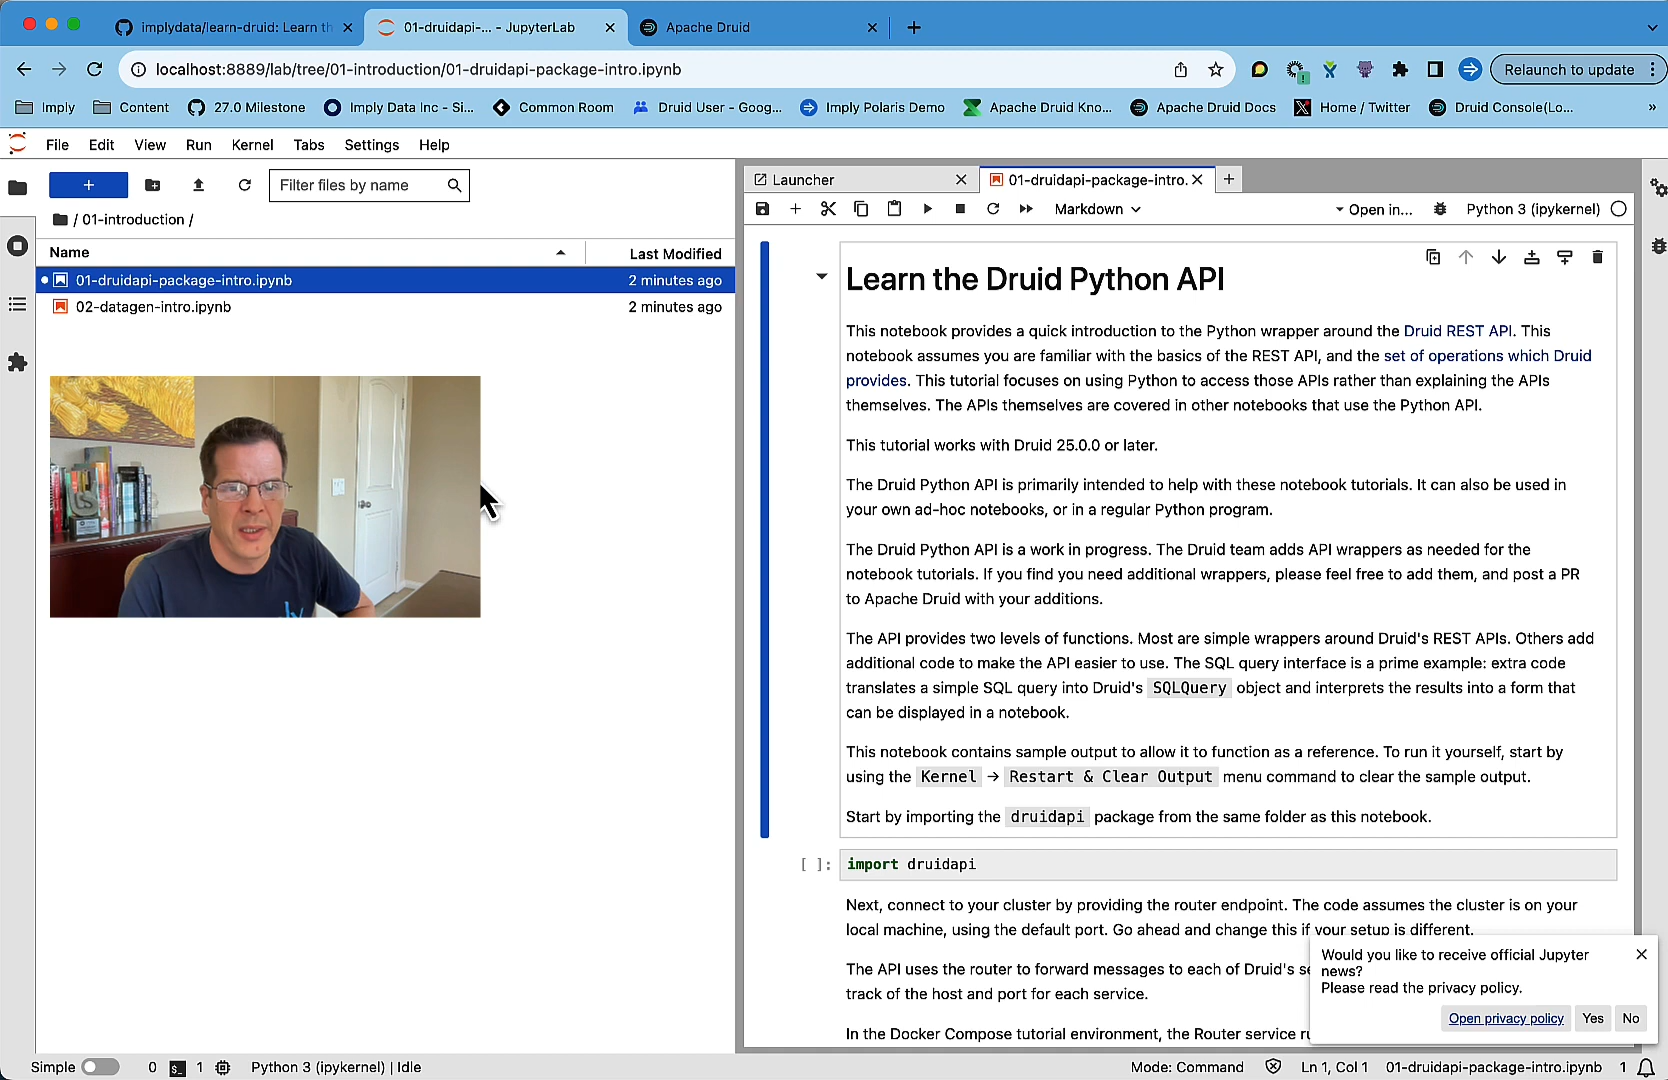 implydata/learn-druid: Learn th
01-druidapi-... - JupyterLab
Apache Druid
localhost:8889/lab/tree/01-introduction/01-druidapi-package-intro.ipynb
Relaunch to update
Imply
Content
27.0 Milestone
Imply Data Inc - Si...
Common Room
Druid User - Goog...
Imply Polaris Demo
Apache Druid Kno...
Apache Druid Docs
Home / Twitter
Druid Console(Lo...
»
File Edit View Run Kernel Tabs Settings Help
Filter files by name
/ 01-introduction /
Name
Last Modified
01-druidapi-package-intro.ipynb 2 minutes ago
02-datagen-intro.ipynb 2 minutes ago
Launcher
01-druidapi-package-intro.
Markdown
Open in...
Python 3 (ipykernel)
Learn the Druid Python API
This notebook provides a quick introduction to the Python wrapper around the Druid REST API. This
notebook assumes you are familiar with the basics of the REST API, and the set of operations which Druid
provides. This tutorial focuses on using Python to access those APIs rather than explaining the APIs
themselves. The APIs themselves are covered in other notebooks that use the Python API.
This tutorial works with Druid 25.0.0 or later.
The Druid Python API is primarily intended to help with these notebook tutorials. It can also be used in
your own ad-hoc notebooks, or in a regular Python program.
The Druid Python API is a work in progress. The Druid team adds API wrappers as needed for the
notebook tutorials. If you find you need additional wrappers, please feel free to add them, and post a PR
to Apache Druid with your additions.
The API provides two levels of functions. Most are simple wrappers around Druid's REST APIs. Others add
additional code to make the API easier to use. The SQL query interface is a prime example: extra code
translates a simple SQL query into Druid's SQLQuery object and interprets the results into a form that
can be displayed in a notebook.
This notebook contains sample output to allow it to function as a reference. To run it yourself, start by
using the Kernel → Restart & Clear Output menu command to clear the sample output.
Start by importing the druidapi package from the same folder as this notebook.
[ ]: import druidapi
Next, connect to your cluster by providing the router endpoint. The code assumes the cluster is on your
local machine, using the default port. Go ahead and change this if your setup is different.
The API uses the router to forward messages to each of Druid's se
track of the host and port for each service.
In the Docker Compose tutorial environment, the Router service ru
Would you like to receive official Jupyter
news?
Please read the privacy policy.
Open privacy policy
Yes
No
Simple
0
1
Python 3 (ipykernel) | Idle
Mode: Command
Ln 1, Col 1
01-druidapi-package-intro.ipynb
1